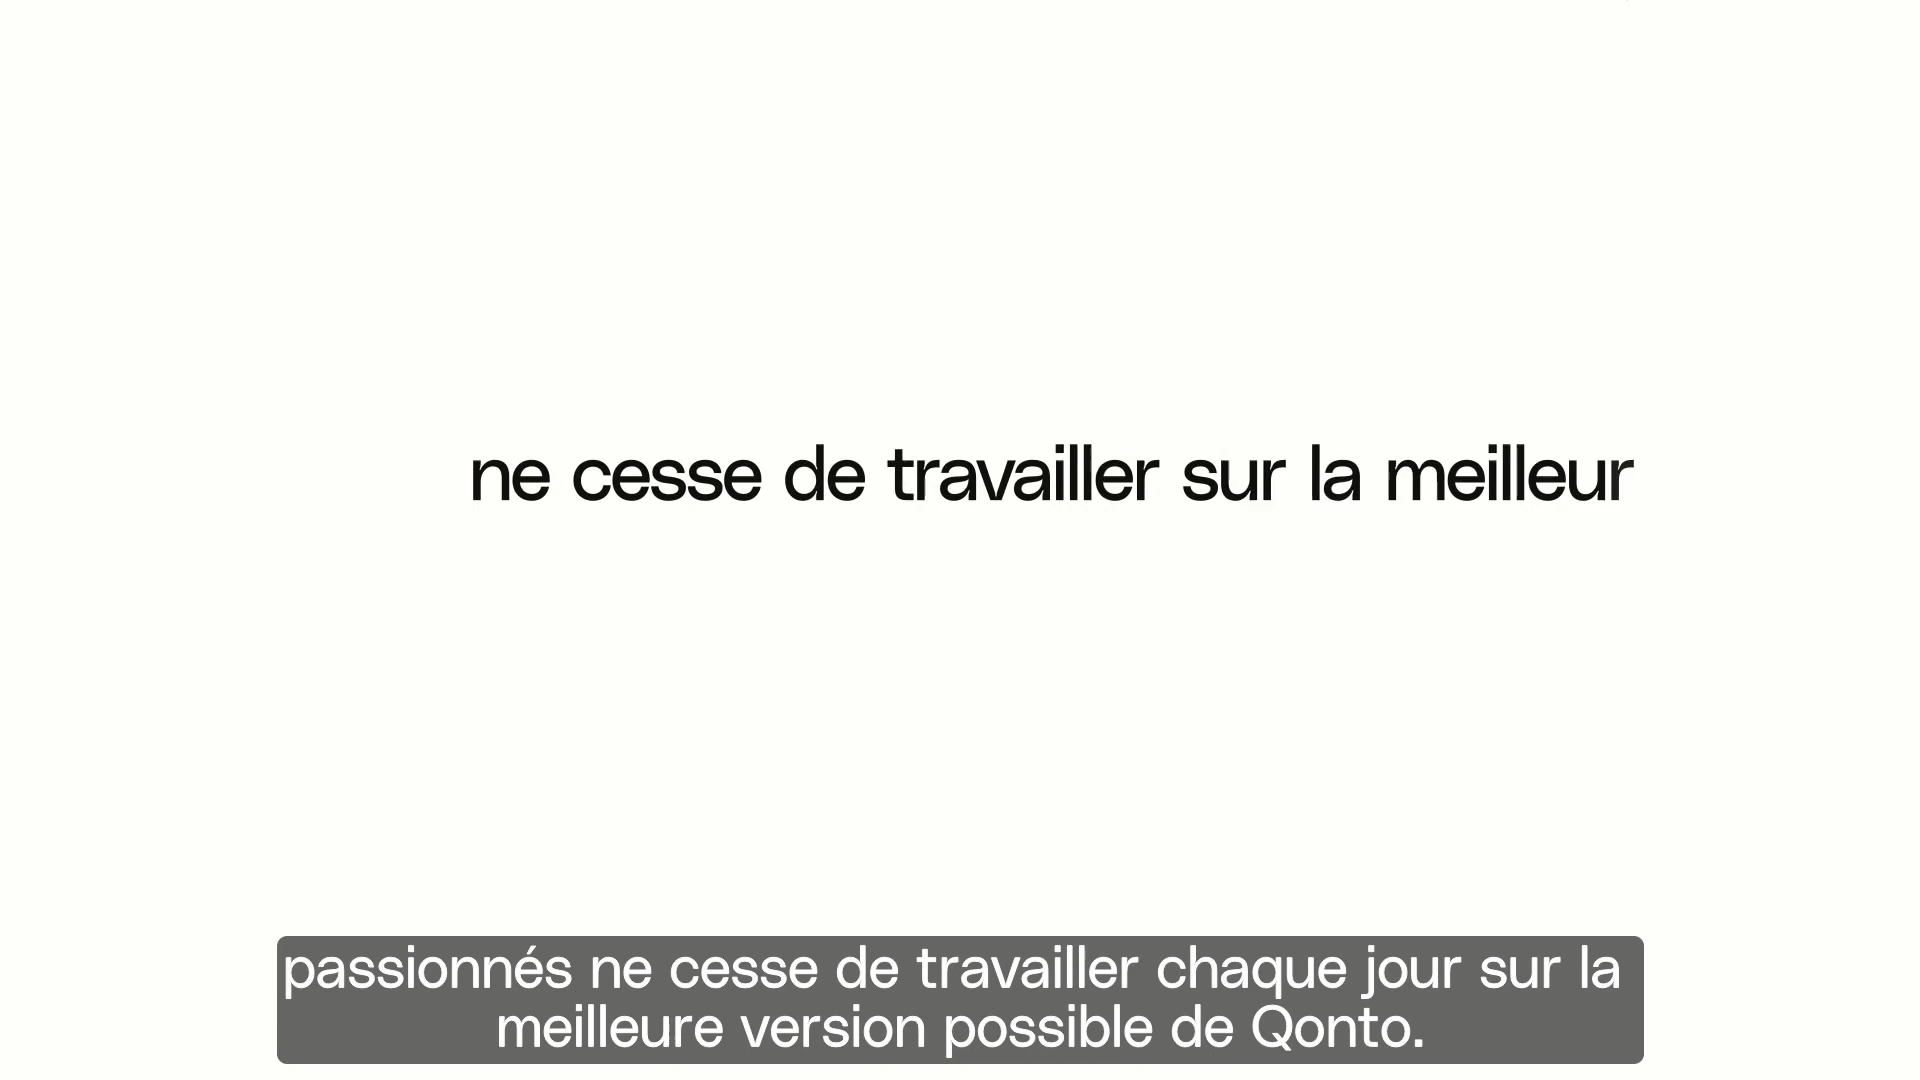 ne cesse de travailler sur la meilleur
passionnés ne cesse de travailler chaque jour sur la
meilleure version possible de Qonto.